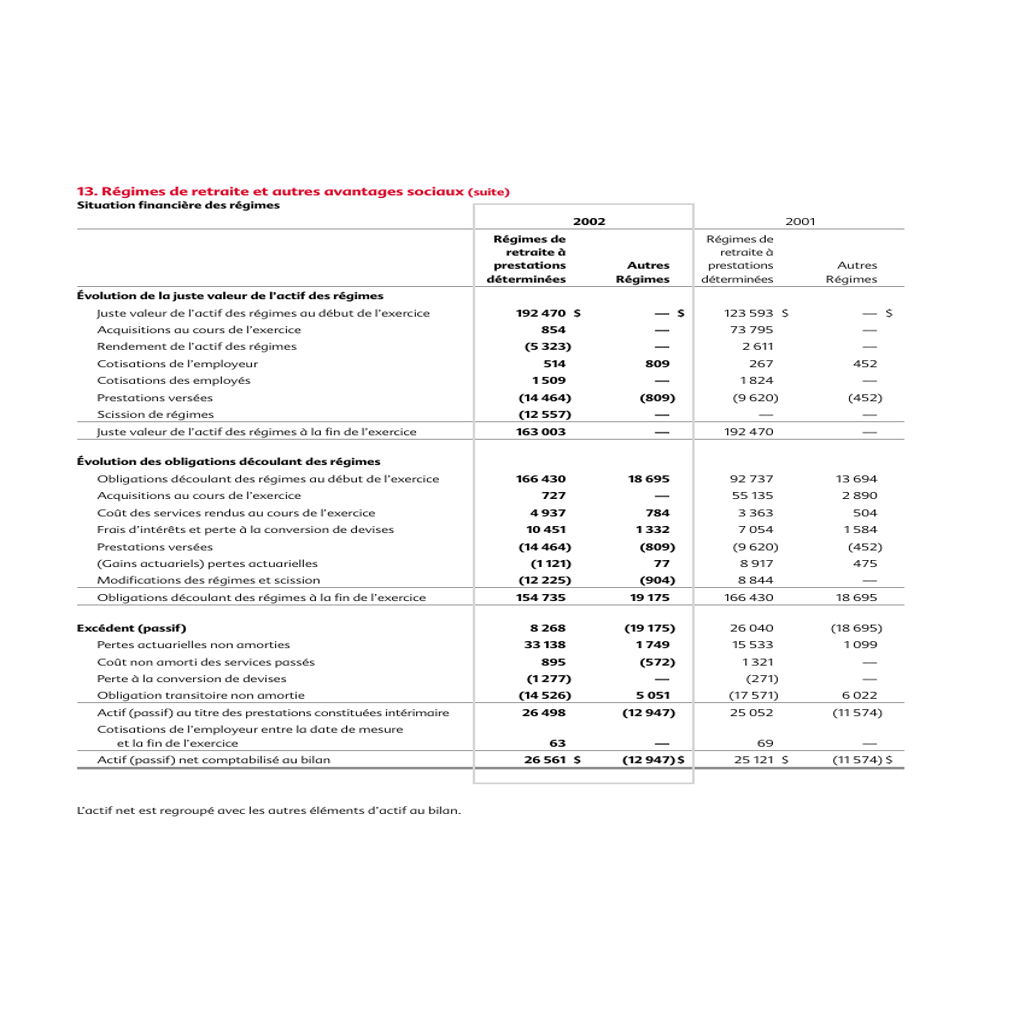 13. Régimes de retraite et autres avantages sociaux (suite)
Situation financière des régimes
2002 2001
Régimes de Régimes de
retraite à retraite à
prestations Autres prestations Autres
déterminées Régimes déterminées Régimes
Évolution de la juste valeur de l'actif des régimes
Juste valeur de l'actif des régimes au début de l'exercice 192 470 $ — $ 123 593 $ — $
Acquisitions au cours de l'exercice 854 — 73 795 —
Rendement de l'actif des régimes (5 323) — 2 611 —
Cotisations de l'employeur 514 809 267 452
Cotisations des employés 1 509 — 1 824 —
Prestations versées (14 464) (809) (9 620) (452)
Scission de régimes (12 557) — — —
Juste valeur de l'actif des régimes à la fin de l'exercice 163 003 — 192 470 —
Évolution des obligations découlant des régimes
Obligations découlant des régimes au début de l'exercice 166 430 18 695 92 737 13 694
Acquisitions au cours de l'exercice 727 — 55 135 2 890
Coût des services rendus au cours de l'exercice 4 937 784 3 363 504
Frais d'intérêts et perte à la conversion de devises 10 451 1 332 7 054 1 584
Prestations versées (14 464) (809) (9 620) (452)
(Gains actuariels) pertes actuarielles (1 121) 77 8 917 475
Modifications des régimes et scission (12 225) (904) 8 844 —
Obligations découlant des régimes à la fin de l'exercice 154 735 19 175 166 430 18 695
Excédent (passif) 8 268 (19 175) 26 040 (18 695)
Pertes actuarielles non amorties 33 138 1 749 15 533 1 099
Coût non amorti des services passés 895 (572) 1 321 —
Perte à la conversion de devises (1 277) — (271) —
Obligation transitoire non amortie (14 526) 5 051 (17 571) 6 022
Actif (passif) au titre des prestations constituées intérimaire 26 498 (12 947) 25 052 (11 574)
Cotisations de l'employeur entre la date de mesure
et la fin de l'exercice 63 — 69 —
Actif (passif) net comptabilisé au bilan 26 561 $ (12 947) $ 25 121 $ (11 574) $
L'actif net est regroupé avec les autres éléments d'actif au bilan.